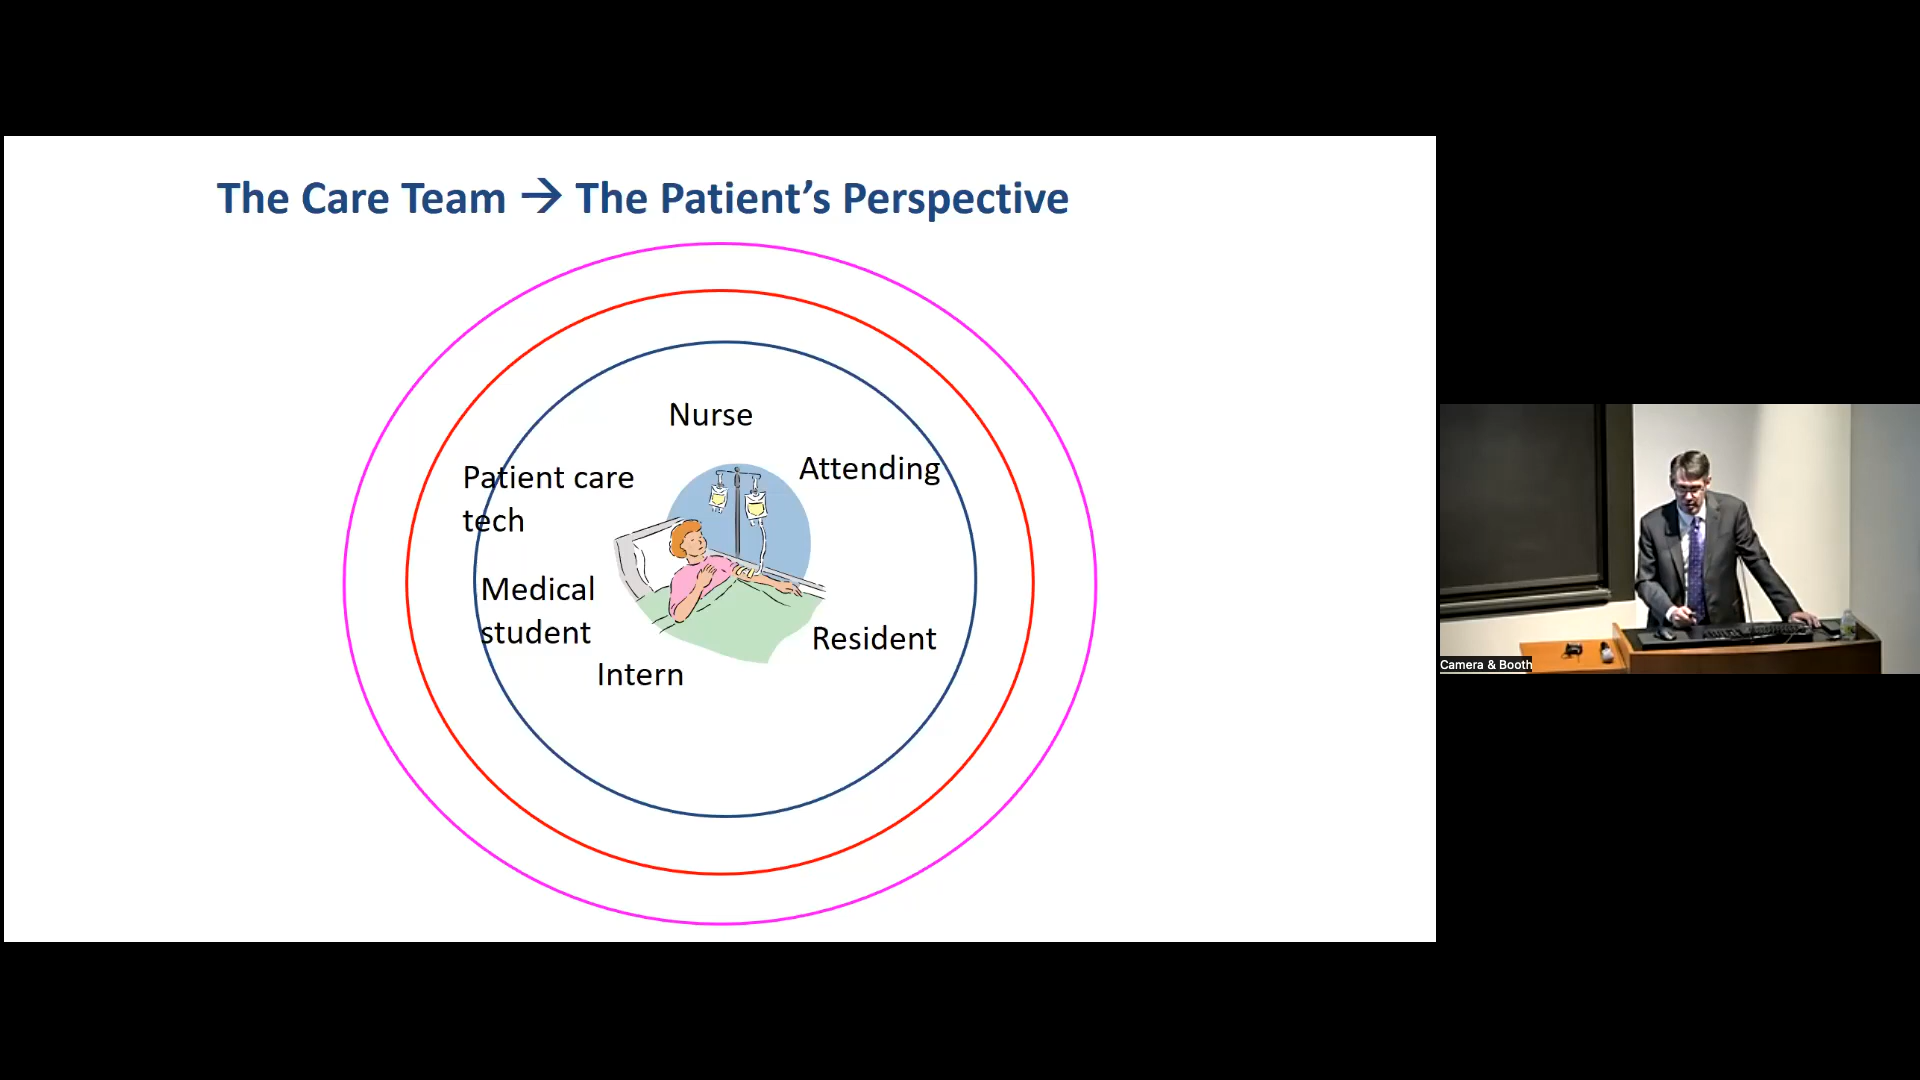 The Care Team → The Patient's Perspective
Nurse
Attending
Patient care
tech
Medical
student
Resident
Intern
Camera & Booth